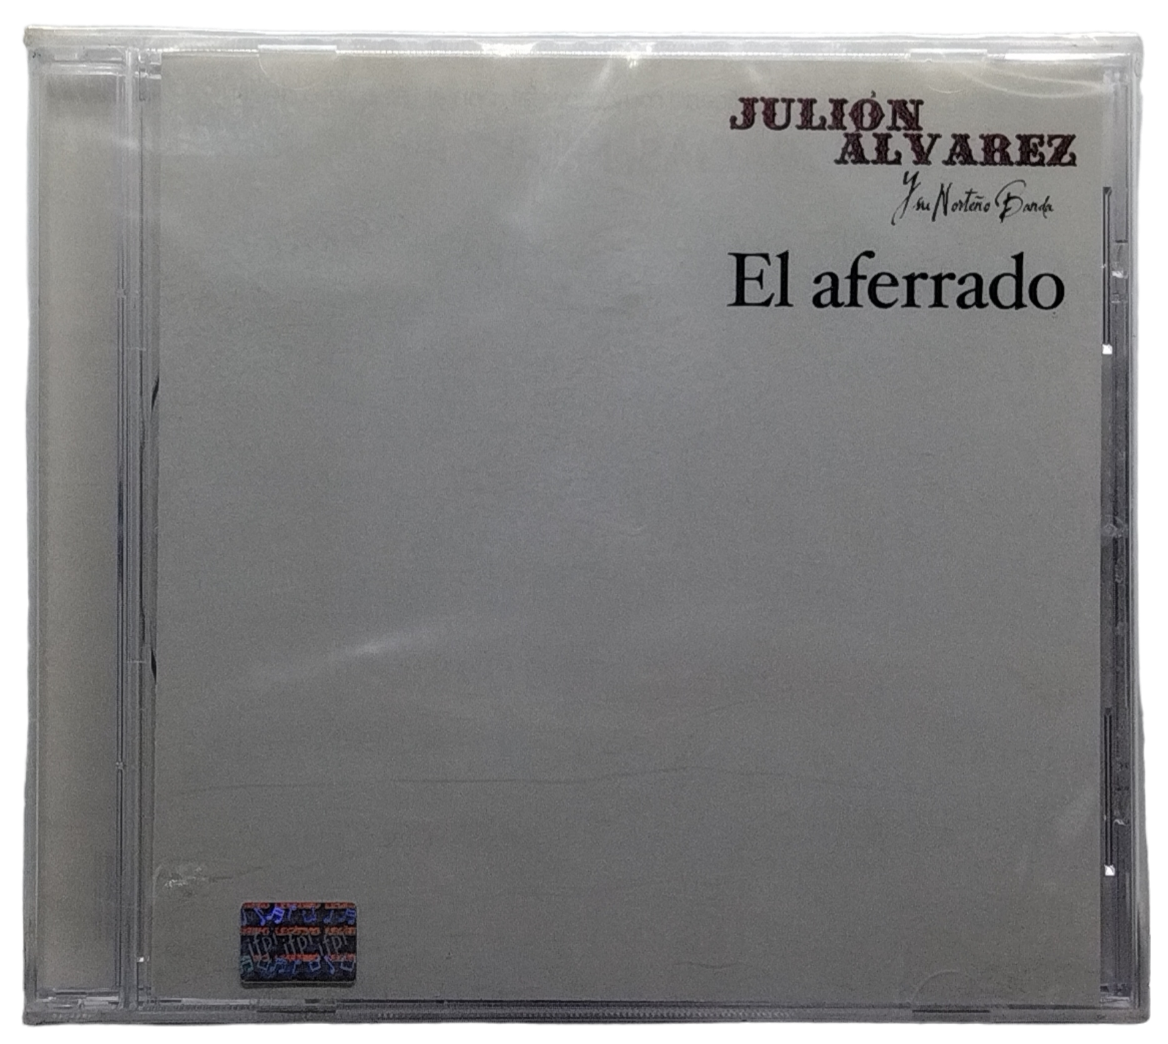 JULIÓN
ALVAREZ
Y su Norteño Banda
El aferrado